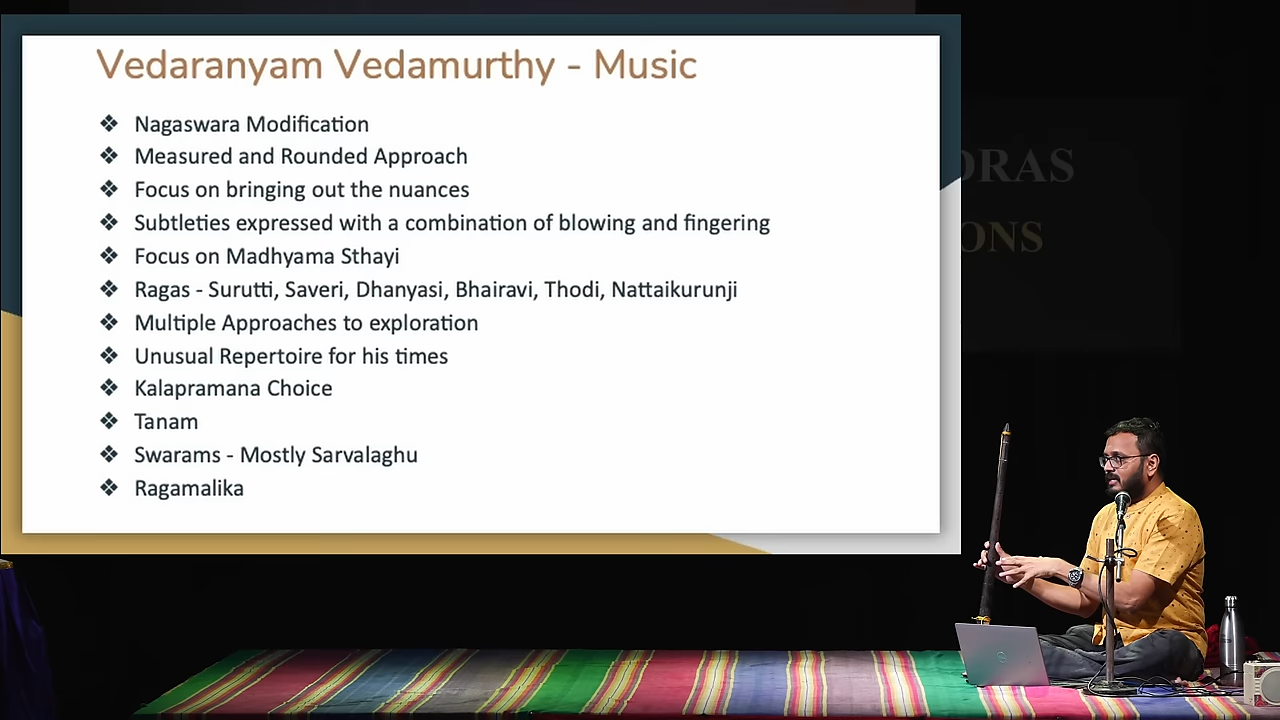 Vedaranyam Vedamurthy - Music
❖ Nagaswara Modification
❖ Measured and Rounded Approach
❖ Focus on bringing out the nuances
❖ Subtleties expressed with a combination of blowing and fingering
❖ Focus on Madhyama Sthayi
❖ Ragas - Surutti, Saveri, Dhanyasi, Bhairavi, Thodi, Nattaikurunji
❖ Multiple Approaches to exploration
❖ Unusual Repertoire for his times
❖ Kalapramana Choice
❖ Tanam
❖ Swarams - Mostly Sarvalaghu
❖ Ragamalika
DRAS
ONS